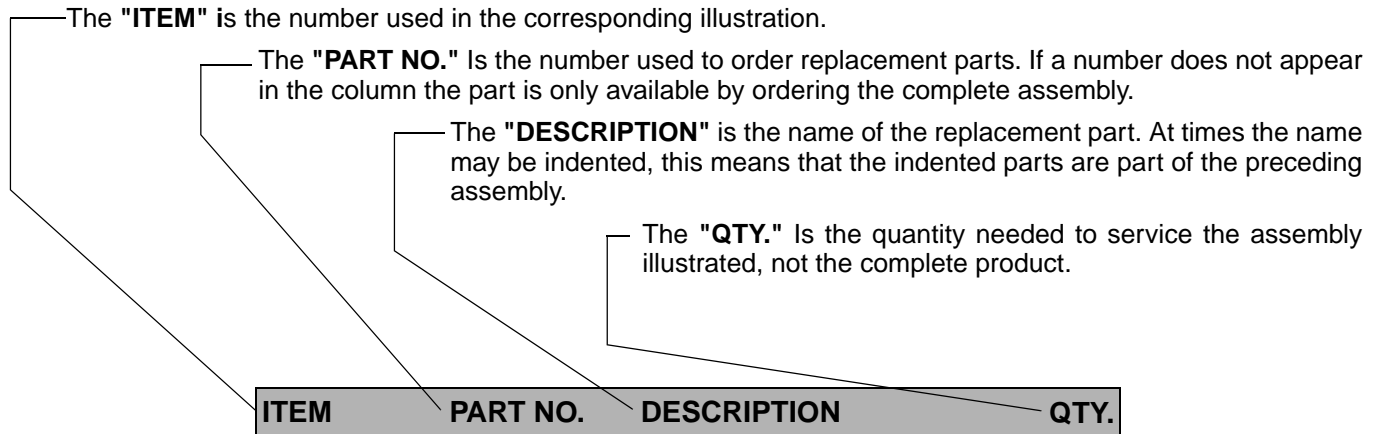 The "ITEM" is the number used in the corresponding illustration.
The "PART NO." Is the number used to order replacement parts. If a number does not appear
in the column the part is only available by ordering the complete assembly.
The "DESCRIPTION" is the name of the replacement part. At times the name
may be indented, this means that the indented parts are part of the preceding
assembly.
The "QTY." Is the quantity needed to service the assembly
illustrated, not the complete product.
ITEM PART NO. DESCRIPTION QTY.